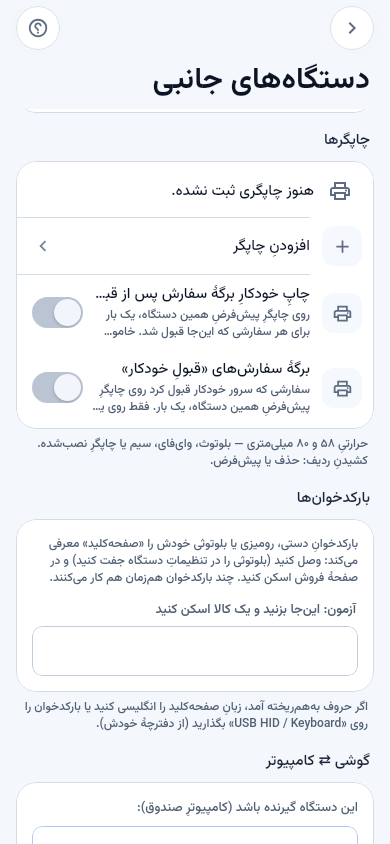 دستگاه‌های جانبی
چاپگرها
هنوز چاپگری ثبت نشده.
افزودنِ چاپگر
چاپِ خودکارِ برگهٔ سفارش پس از قبـ...
روی چاپگرِ پیش‌فرضِ همین دستگاه، یک بار
برای هر سفارشی که این‌جا قبول شد. خامو...
برگهٔ سفارش‌های «قبولِ خودکار»
سفارشی که سرور خودکار قبول کرد روی چاپگرِ
پیش‌فرضِ همین دستگاه، یک بار. فقط روی یـ...
حرارتیِ ۵۸ و ۸۰ میلی‌متری — بلوتوث، وای‌فای، سیم یا چاپگرِ نصب‌شده.
کشیدنِ ردیف: حذف یا پیش‌فرض.
بارکدخوان‌ها
بارکدخوانِ دستی، رومیزی یا بلوتوثی خودش را «صفحه‌کلید» معرفی
می‌کند: وصل کنید (بلوتوثی را در تنظیماتِ دستگاه جفت کنید) و در
صفحهٔ فروش اسکن کنید. چند بارکدخوان هم‌زمان هم کار می‌کنند.
آزمون: این‌جا بزنید و یک کالا اسکن کنید
اگر حروف به‌هم‌ریخته آمد، زبانِ صفحه‌کلید را انگلیسی کنید یا بارکدخوان را
روی «USB HID / Keyboard» بگذارید (از دفترچهٔ خودش).
گوشی ⇄ کامپیوتر
این دستگاه گیرنده باشد (کامپیوترِ صندوق):